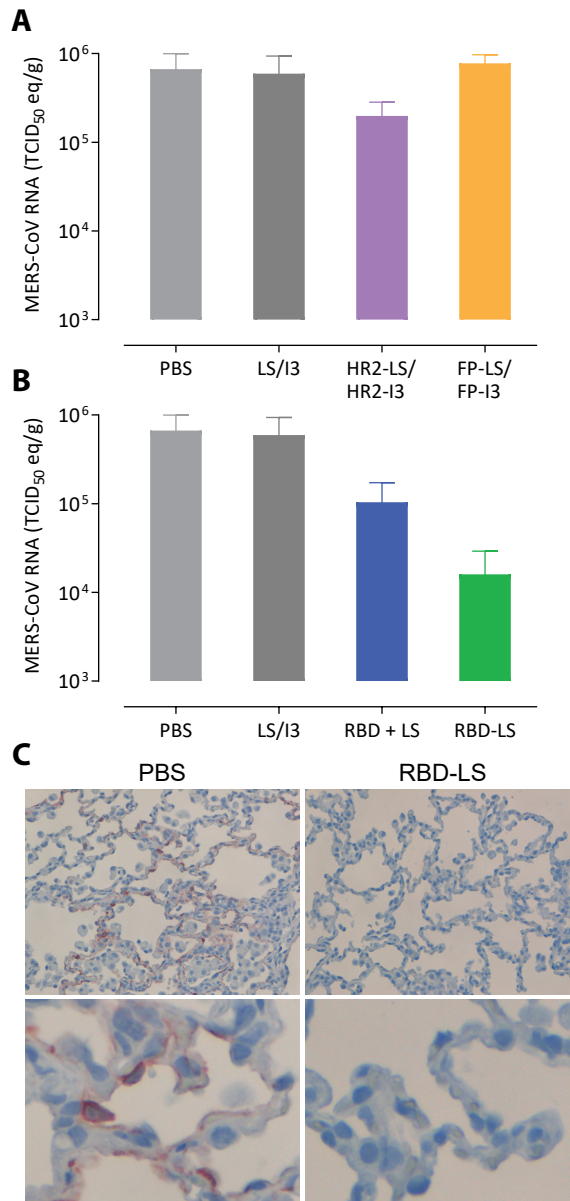 A
MERS-CoV RNA (TCID50 eq/g)
10⁶
10⁵
10⁴
10³
PBS
LS/I3
HR2-LS/
HR2-I3
FP-LS/
FP-I3
B
MERS-CoV RNA (TCID50 eq/g)
10⁶
10⁵
10⁴
10³
PBS
LS/I3
RBD + LS
RBD-LS
C
PBS
RBD-LS